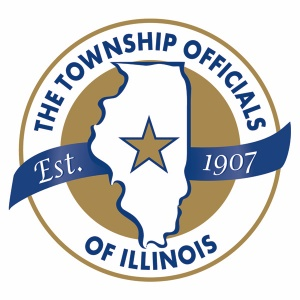 THE TOWNSHIP OFFICIALS
Est. 1907
OF ILLINOIS